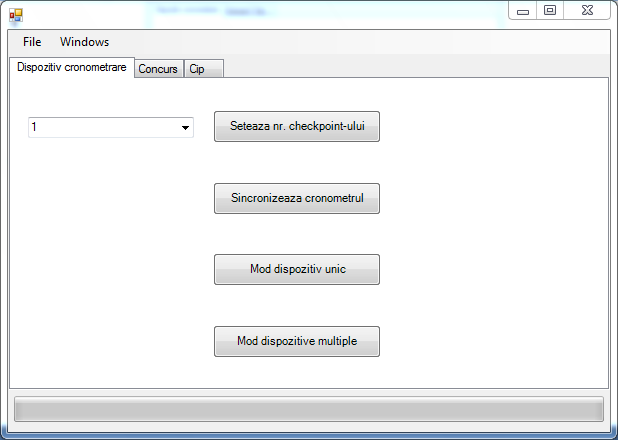 File Windows
Dispozitiv cronometrare Concurs Cip
1 Seteaza nr. checkpoint-ului
Sincronizeaza cronometrul
Mod dispozitiv unic
Mod dispozitive multiple